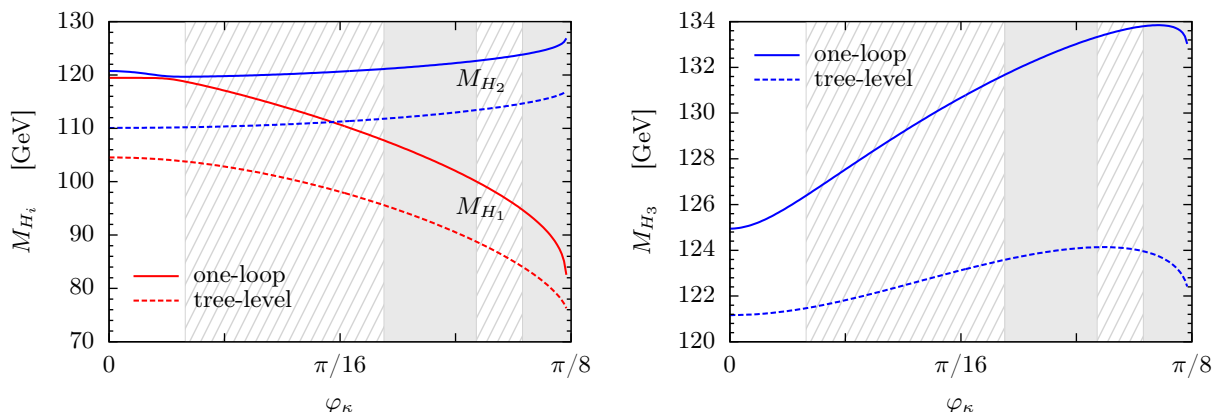 130
120
110
100
90
80
70
[GeV]
M_{H_i}
M_{H_2}
M_{H_1}
one-loop
tree-level
0
π/16
π/8
φ_κ
134
132
130
128
126
124
122
120
[GeV]
M_{H_3}
one-loop
tree-level
0
π/16
π/8
φ_κ